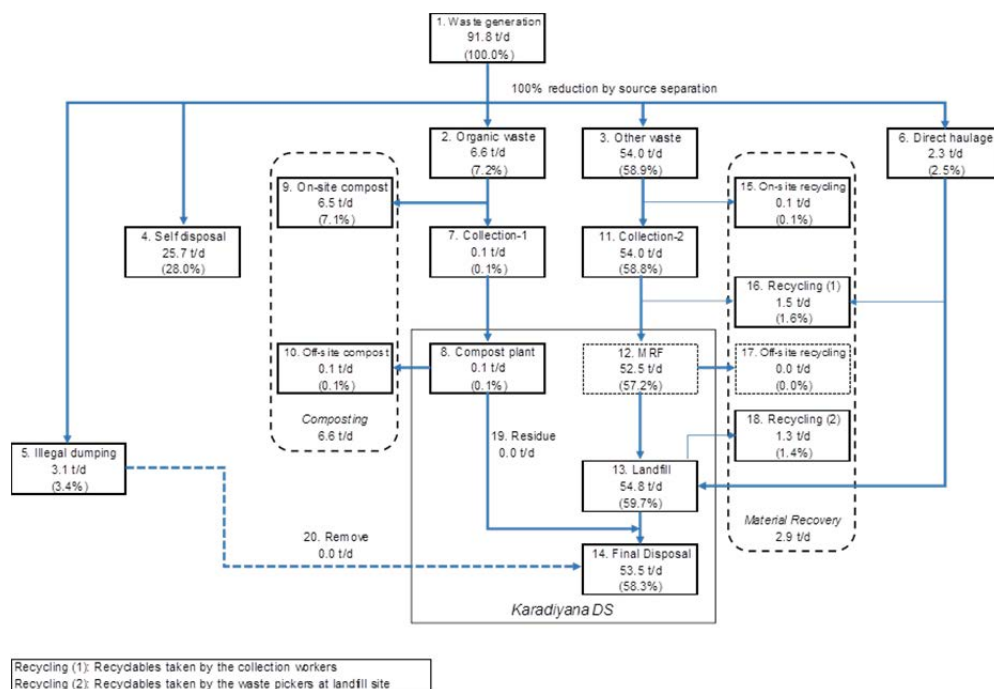 1. Waste generation
91.8 t/d
(100.0%)
100% reduction by source separation
2. Organic waste
6.6 t/d
(7.2%)
3. Other waste
54.0 t/d
(58.9%)
6. Direct haulage
2.3 t/d
(2.5%)
9. On-site compost
6.5 t/d
(7.1%)
15. On-site recycling
0.1 t/d
(0.1%)
4. Self disposal
25.7 t/d
(28.0%)
7. Collection-1
0.1 t/d
(0.1%)
11. Collection-2
54.0 t/d
(58.8%)
16. Recycling (1)
1.5 t/d
(1.6%)
10. Off-site compost
0.1 t/d
(0.1%)
8. Compost plant
0.1 t/d
(0.1%)
12. MRF
52.5 t/d
(57.2%)
17. Off-site recycling
0.0 t/d
(0.0%)
Composting
6.6 t/d
19. Residue
0.0 t/d
18. Recycling (2)
1.3 t/d
(1.4%)
5. Illegal dumping
3.1 t/d
(3.4%)
13. Landfill
54.8 t/d
(59.7%)
Material Recovery
2.9 t/d
20. Remove
0.0 t/d
14. Final Disposal
53.5 t/d
(58.3%)
Karadiyana DS
Recycling (1): Recyclables taken by the collection workers
Recycling (2): Recyclables taken by the waste pickers at landfill site